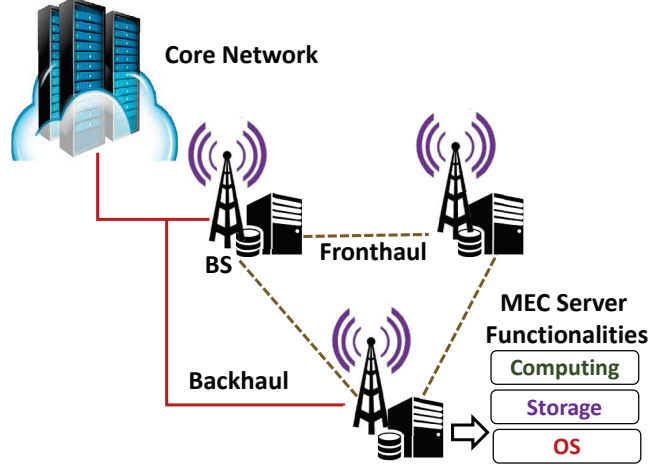 Core Network
BS
Fronthaul
MEC Server
Functionalities
Backhaul
Computing
Storage
OS